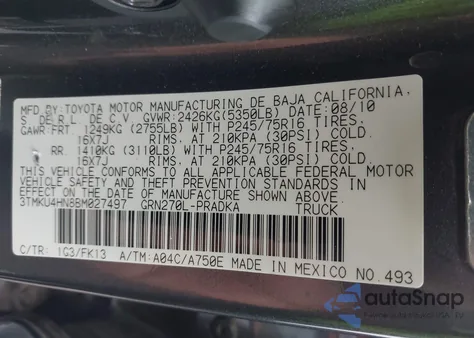 MFD.BY:TOYOTA MOTOR MANUFACTURING DE BAJA CALIFORNIA,
S DE R.L. DE C.V. GVWR:2426KG(5350LB) DATE:08/10
GAWR:FRT. 1249KG (2755LB) WITH P245/75R16 TIRES,
16X7J RIMS, AT 210KPA (30PSI) COLD.
RR. 1410KG (3110LB) WITH P245/75R16 TIRES,
16X7J RIMS, AT 210KPA (30PSI) COLD.
THIS VEHICLE CONFORMS TO ALL APPLICABLE FEDERAL MOTOR
VEHICLE SAFETY AND THEFT PREVENTION STANDARDS IN
EFFECT ON THE DATE OF MANUFACTURE SHOWN ABOVE.
3TMKU4HN8BM027497 GRN270L-PRADKA TRUCK
C/TR: 1G3/FK13 A/TM:A04C/A750E MADE IN MEXICO NO.493
autoSnap